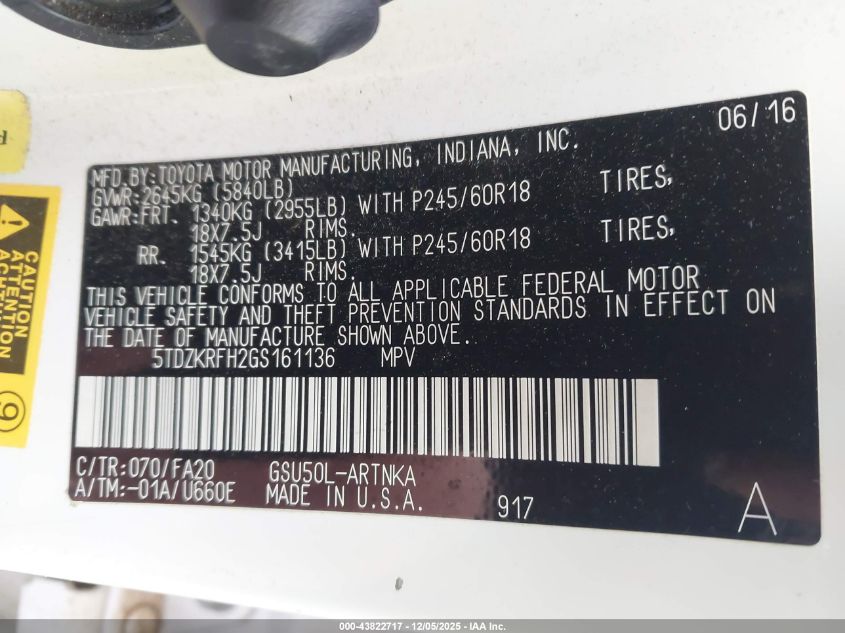 06/16
MFD.BY:TOYOTA MOTOR MANUFACTURING, INDIANA, INC.
GVWR:2645KG (5840LB)
GAWR:FRT. 1340KG (2955LB) WITH P245/60R18 TIRES,
18X7.5J RIMS.
RR. 1545KG (3415LB) WITH P245/60R18 TIRES,
18X7.5J RIMS.
THIS VEHICLE CONFORMS TO ALL APPLICABLE FEDERAL MOTOR
VEHICLE SAFETY AND THEFT PREVENTION STANDARDS IN EFFECT ON
THE DATE OF MANUFACTURE SHOWN ABOVE.
5TDZKRFH2GS161136 MPV
C/TR:070/FA20 GSU50L-ARTNKA
A/TM:-01A/U660E MADE IN U.S.A. 917 A
CAUTION
ATTENTION
9
000-43822717 - 12/05/2025 - IAA Inc.